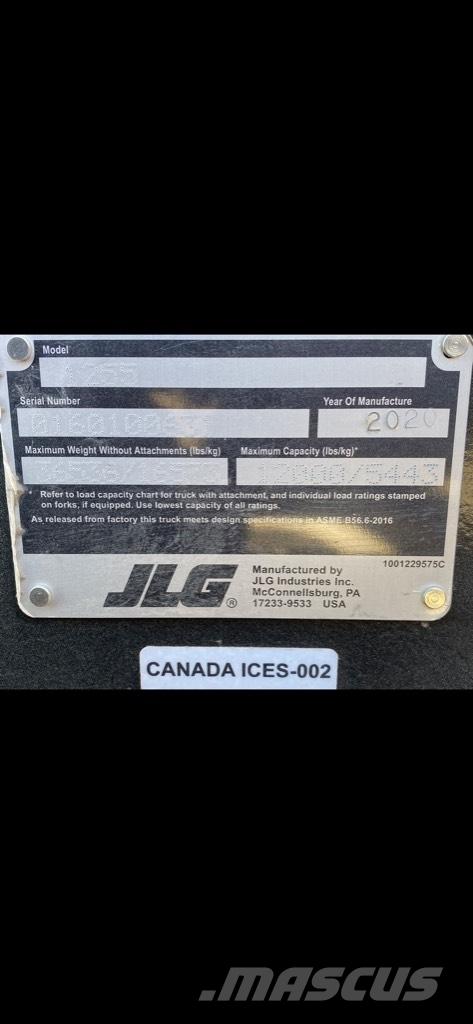 Model
1255
Serial Number
Year Of Manufacture
2020
Maximum Weight Without Attachments (lbs/kg)
Maximum Capacity (lbs/kg)*
000/5443
* Refer to load capacity chart for truck with attachment, and individual load ratings stamped
on forks, if equipped. Use lowest capacity of all ratings.
As released from factory this truck meets design specifications in ASME B56.6-2016
1001229575C
JLG®
Manufactured by
JLG Industries Inc.
McConnellsburg, PA
17233-9533 USA
CANADA ICES-002
MASCUS